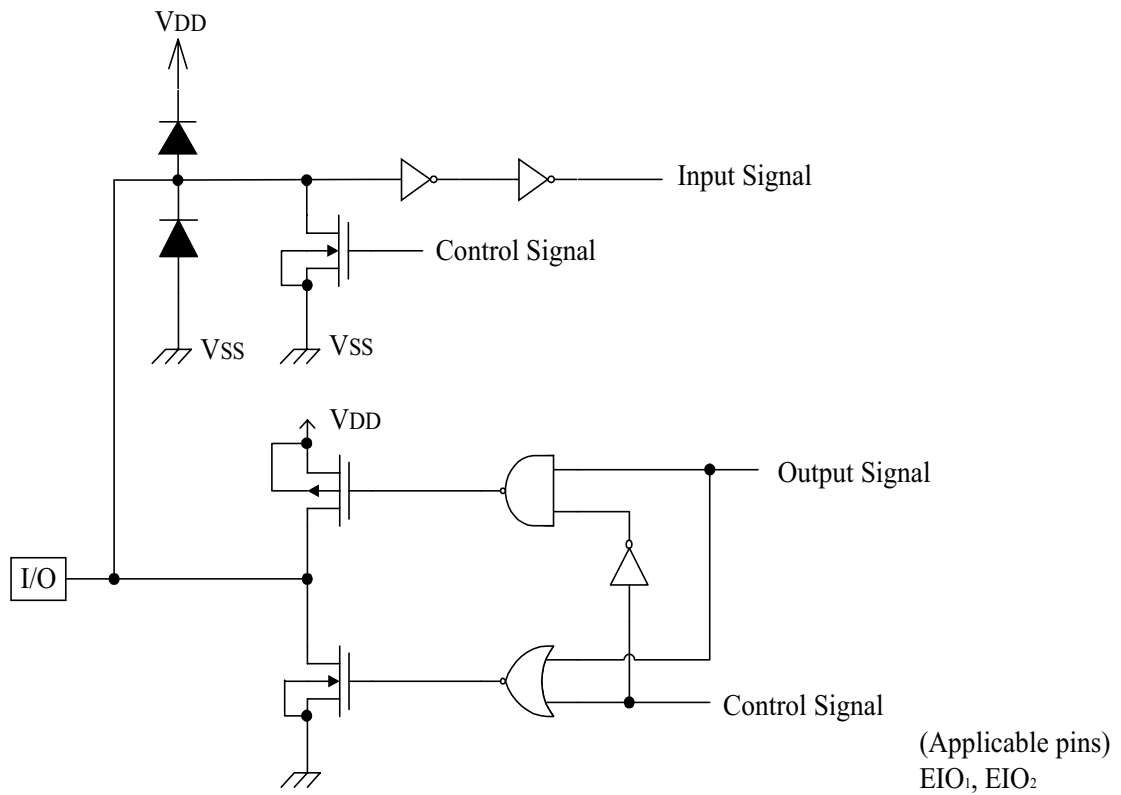 VDD
Input Signal
Control Signal
VSS
VSS
VDD
Output Signal
I/O
Control Signal
(Applicable pins)
EIO₁, EIO₂